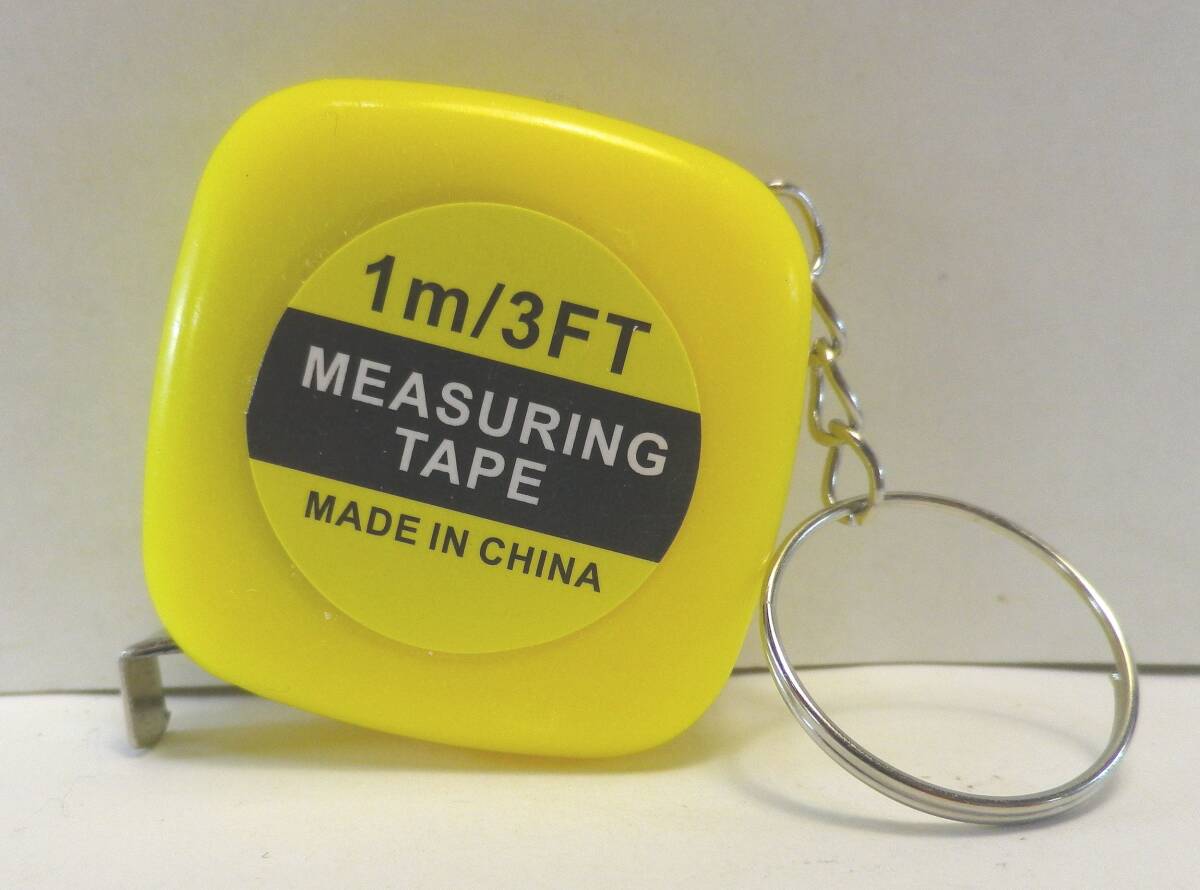 1m/3FT
MEASURING
TAPE
MADE IN CHINA